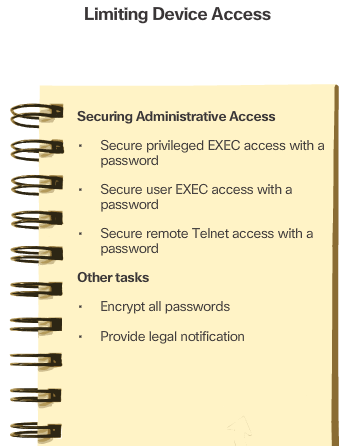 Limiting Device Access
Securing Administrative Access
▪ Secure privileged EXEC access with a
password
▪ Secure user EXEC access with a
password
▪ Secure remote Telnet access with a
password
Other tasks
▪ Encrypt all passwords
▪ Provide legal notification